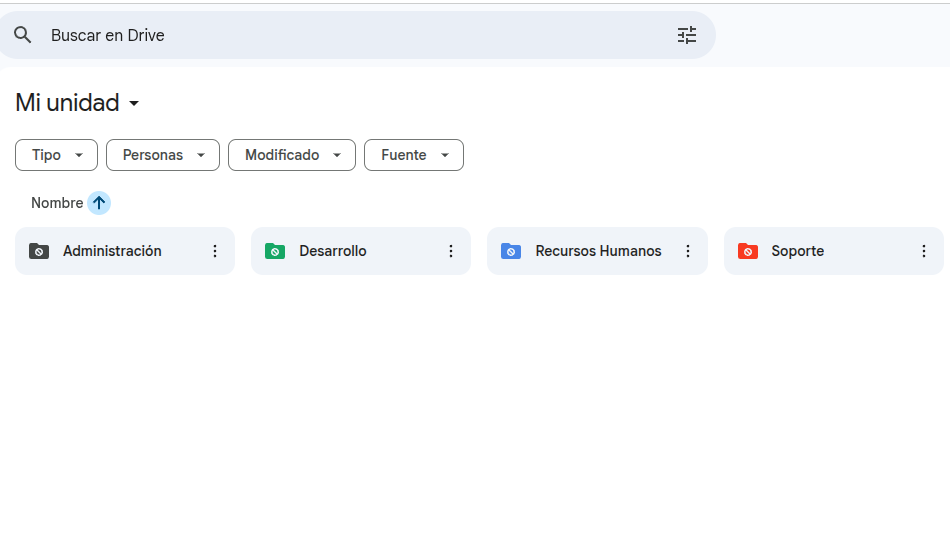 Buscar en Drive
Mi unidad
Tipo Personas Modificado Fuente
Nombre
Administración Desarrollo Recursos Humanos Soporte